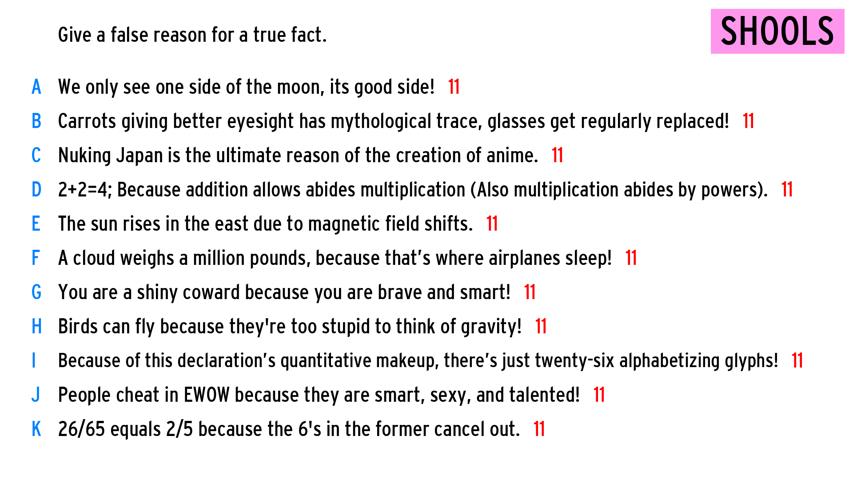 Give a false reason for a true fact.
SHOOLS
A We only see one side of the moon, its good side! 11
B Carrots giving better eyesight has mythological trace, glasses get regularly replaced! 11
C Nuking Japan is the ultimate reason of the creation of anime. 11
D 2+2=4; Because addition allows abides multiplication (Also multiplication abides by powers). 11
E The sun rises in the east due to magnetic field shifts. 11
F A cloud weighs a million pounds, because that’s where airplanes sleep! 11
G You are a shiny coward because you are brave and smart! 11
H Birds can fly because they're too stupid to think of gravity! 11
I Because of this declaration’s quantitative makeup, there’s just twenty-six alphabetizing glyphs! 11
J People cheat in EWOW because they are smart, sexy, and talented! 11
K 26/65 equals 2/5 because the 6's in the former cancel out. 11